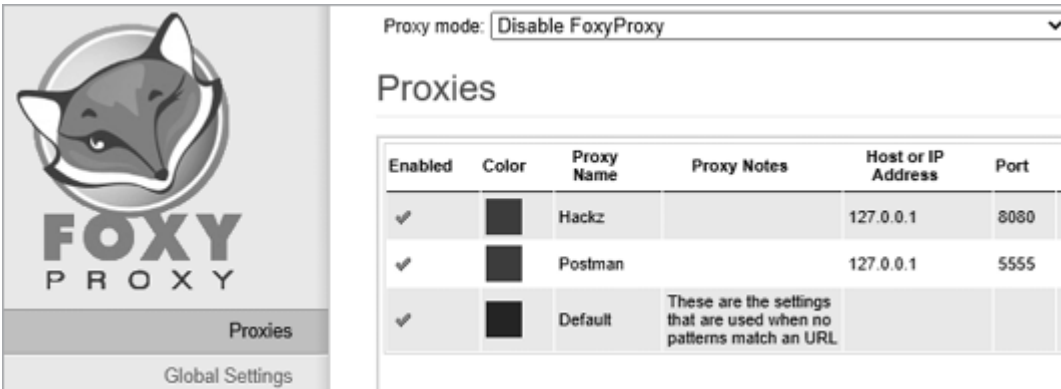 Proxy mode: Disable FoxyProxy
Proxies
Enabled Color Proxy Name Proxy Notes Host or IP Address Port
Hackz 127.0.0.1 8080
Postman 127.0.0.1 5555
Default These are the settings
that are used when no
patterns match an URL
FOXY
PROXY
Proxies
Global Settings